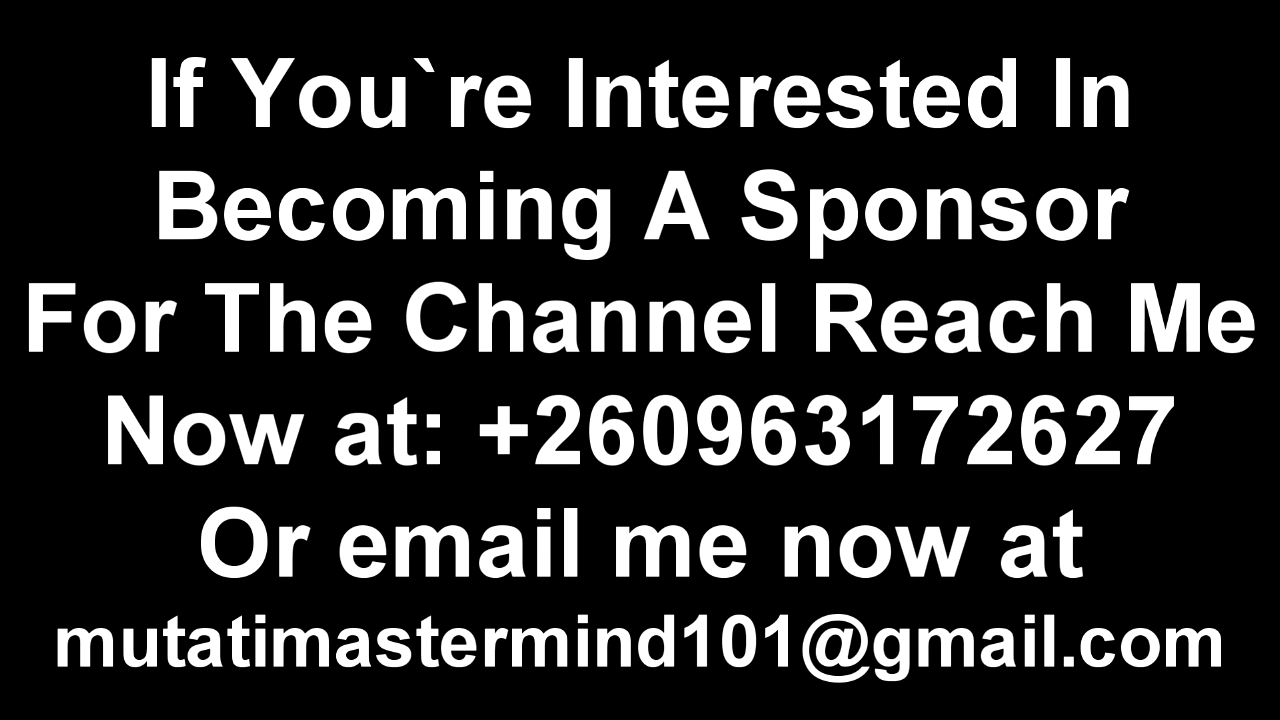 If You`re Interested In
Becoming A Sponsor
For The Channel Reach Me
Now at: +260963172627
Or email me now at
mutatimastermind101@gmail.com